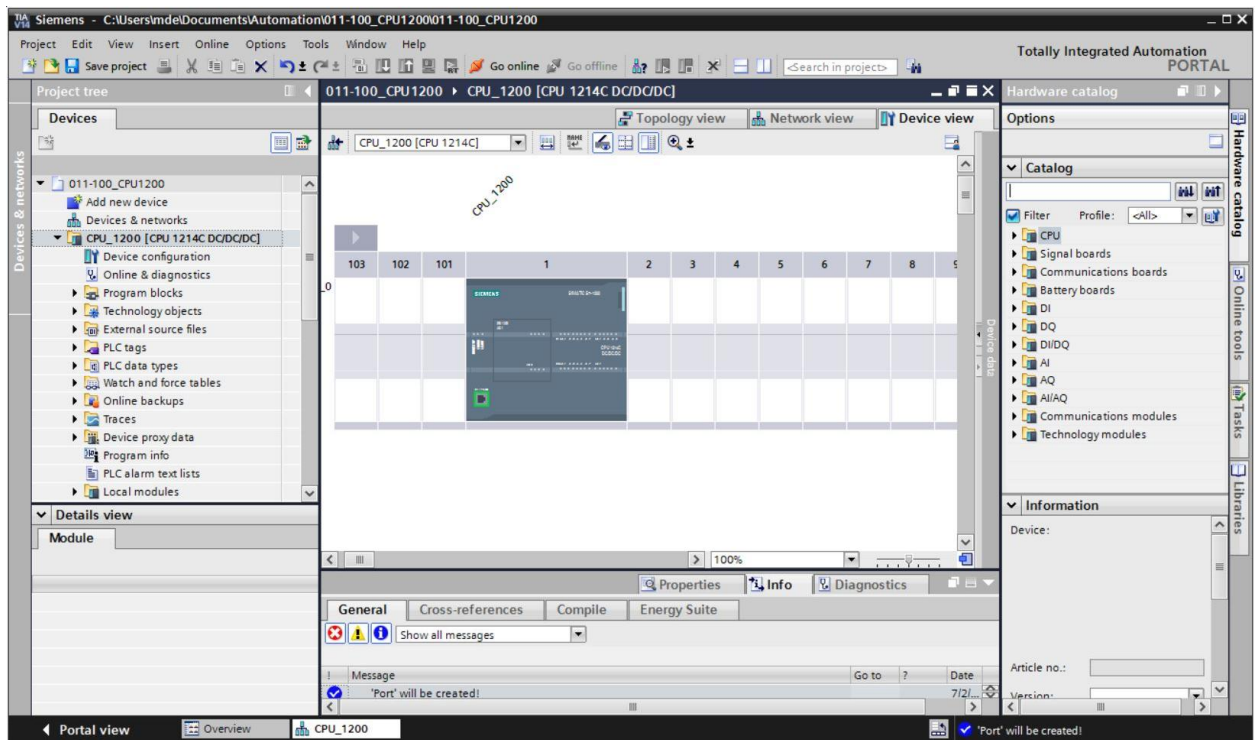 TIA V14 Siemens - C:\Users\mde\Documents\Automation\011-100_CPU1200\011-100_CPU1200
Project Edit View Insert Online Options Tools Window Help
Totally Integrated Automation
PORTAL
Save project Go online Go offline <Search in project>
Project tree
Devices
Devices & networks
011-100_CPU1200
Add new device
Devices & networks
CPU_1200 [CPU 1214C DC/DC/DC]
Device configuration
Online & diagnostics
Program blocks
Technology objects
External source files
PLC tags
PLC data types
Watch and force tables
Online backups
Traces
Device proxy data
Program info
PLC alarm text lists
Local modules
Details view
Module
011-100_CPU1200 CPU_1200 [CPU 1214C DC/DC/DC]
Topology view Network view Device view
CPU_1200 [CPU 1214C]
CPU_1200
103 102 101 1 2 3 4 5 6 7 8 9
_0
SIEMENS
Device data
100%
Properties Info Diagnostics
General Cross-references Compile Energy Suite
Show all messages
! Message Go to ? Date
'Port' will be created! 7/2/...
Hardware catalog
Options
Catalog
Filter Profile: <All>
CPU
Signal boards
Communications boards
Battery boards
DI
DQ
DI/DQ
AI
AQ
AI/AQ
Communications modules
Technology modules
Information
Device:
Article no.:
Version:
Hardware catalog
Online tools
Tasks
Libraries
Portal view Overview CPU_1200 'Port' will be created!